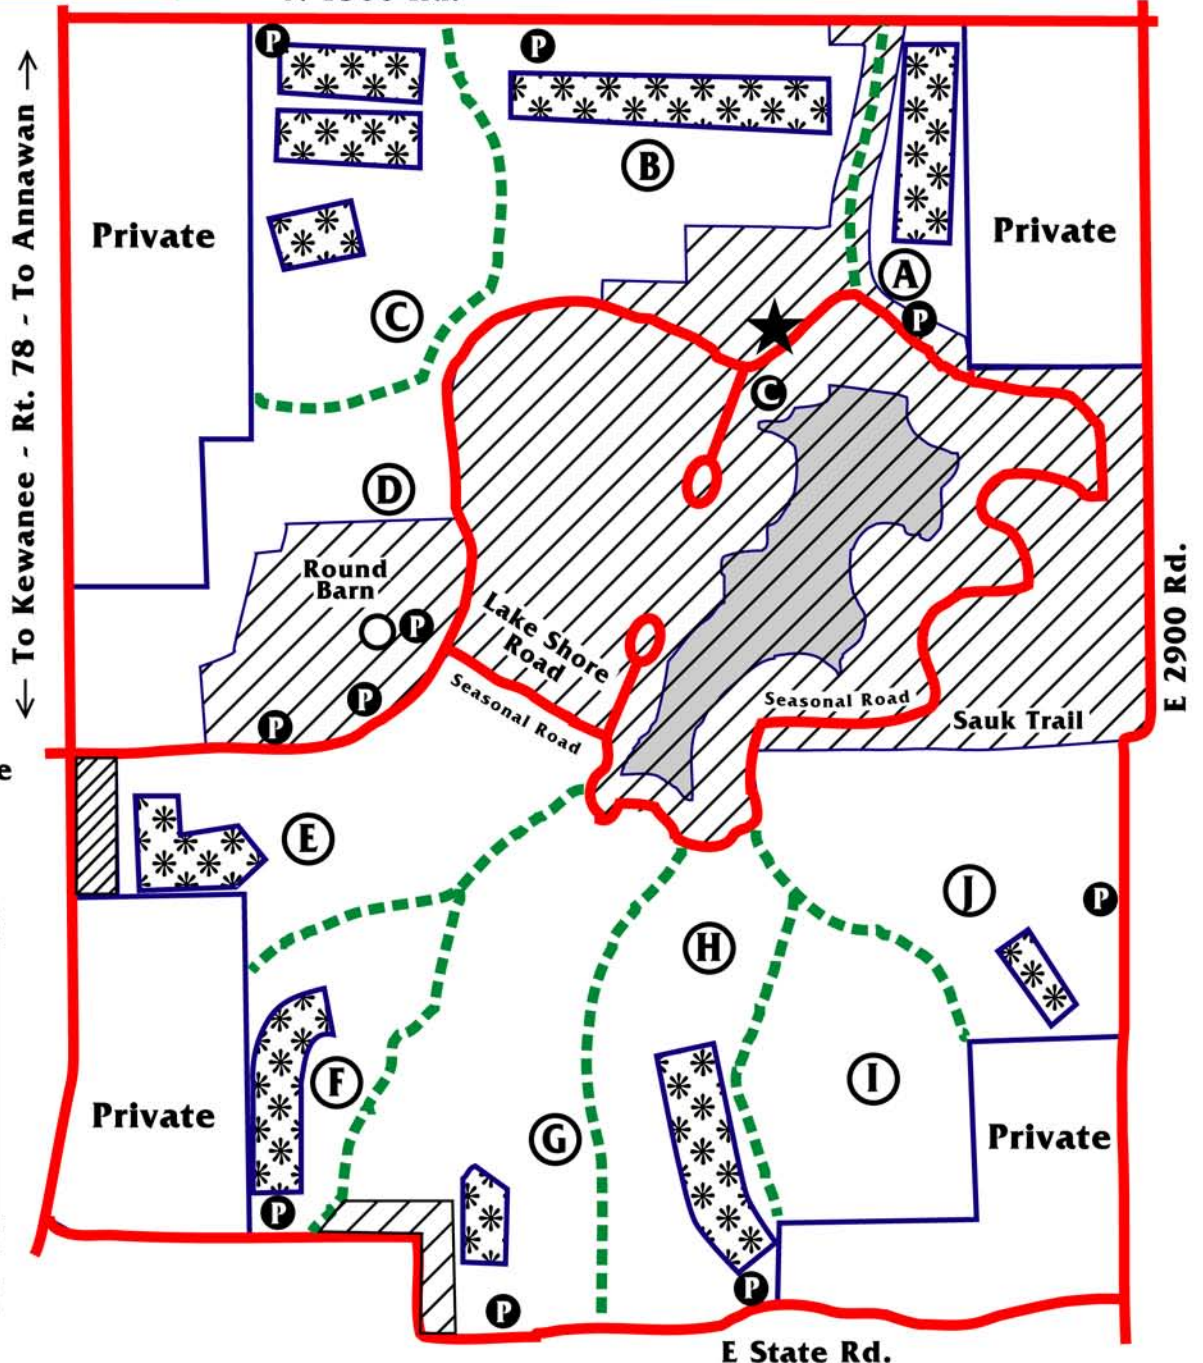 P
P
B
Private
Private
A
P
C
C
← To Kewanee - Rt. 78 - To Annawan →
D
Round
Barn
P
Lake Shore
Road
E 2900 Rd.
P
Seasonal Road
Seasonal Road
Sauk Trail
P
E
J
P
H
F
I
Private
G
Private
P
P
P
E State Rd.